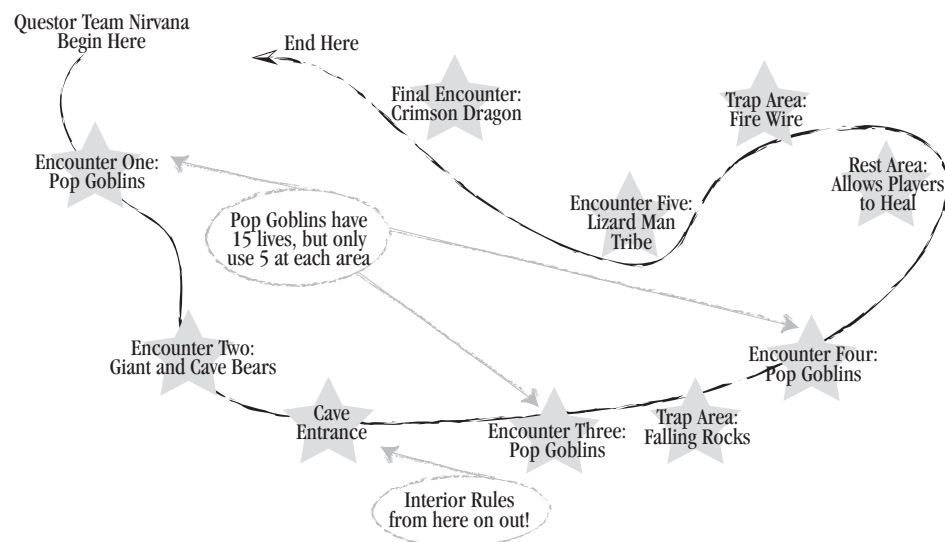 Questor Team Nirvana
Begin Here
End Here
Final Encounter:
Crimson Dragon
Trap Area:
Fire Wire
Encounter One:
Pop Goblins
Rest Area:
Allows Players
to Heal
Pop Goblins have
15 lives, but only
use 5 at each area
Encounter Five:
Lizard Man
Tribe
Encounter Two:
Giant and Cave Bears
Encounter Four:
Pop Goblins
Cave
Entrance
Encounter Three:
Pop Goblins
Trap Area:
Falling Rocks
Interior Rules
from here on out!